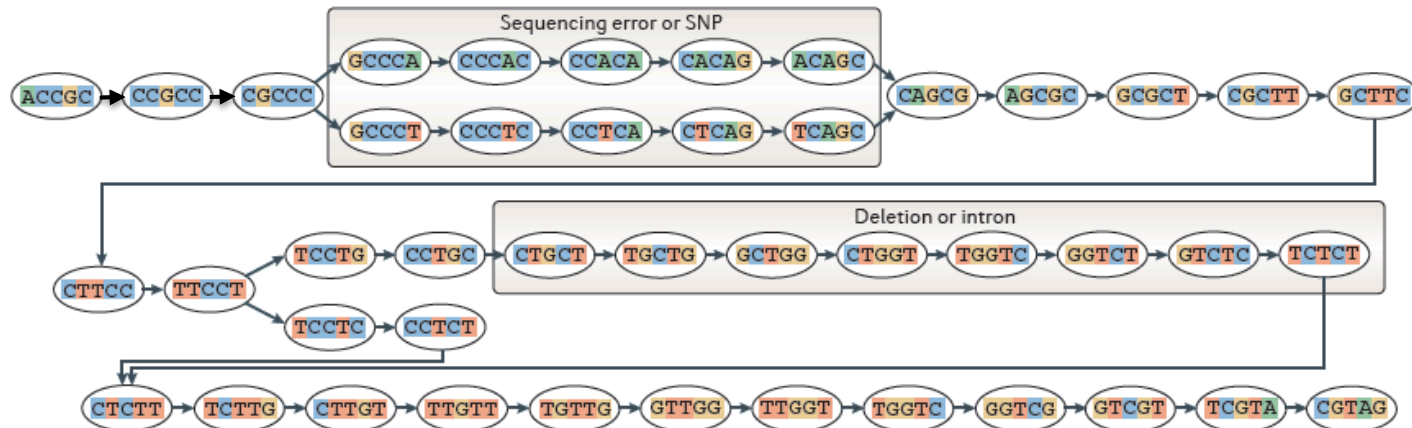 Sequencing error or SNP
GCCCA CCCAC CCACA CACAG ACAGC
ACCGC CCGCC CGCCC CAGCG AGCGC GCGCT CGCTT GCTTC
GCCCT CCCTC CCTCA CTCAG TCAGC
Deletion or intron
TCCTG CCTGC CTGCT TGCTG GCTGG CTGGT TGGTC GGTCT GTCTC TCTCT
CTTCC TTCCT
TCCTC CCTCT
CTCTT TCTTG CTTGT TTGTT TGTTG GTTGG TTGGT TGGTC GGTCG GTCGT TCGTA CGTAG